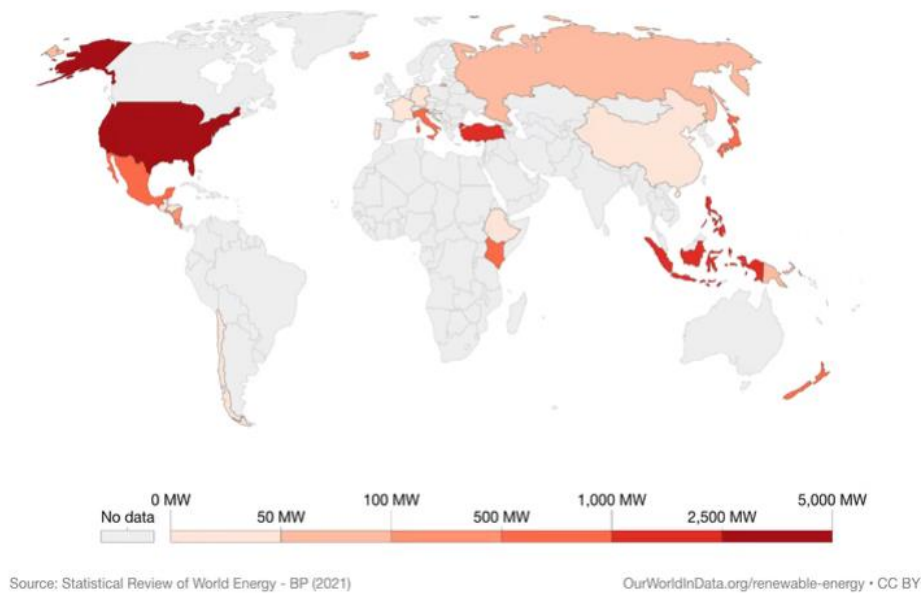 0 MW 100 MW 1,000 MW 5,000 MW
No data 50 MW 500 MW 2,500 MW
Source: Statistical Review of World Energy - BP (2021) OurWorldInData.org/renewable-energy • CC BY